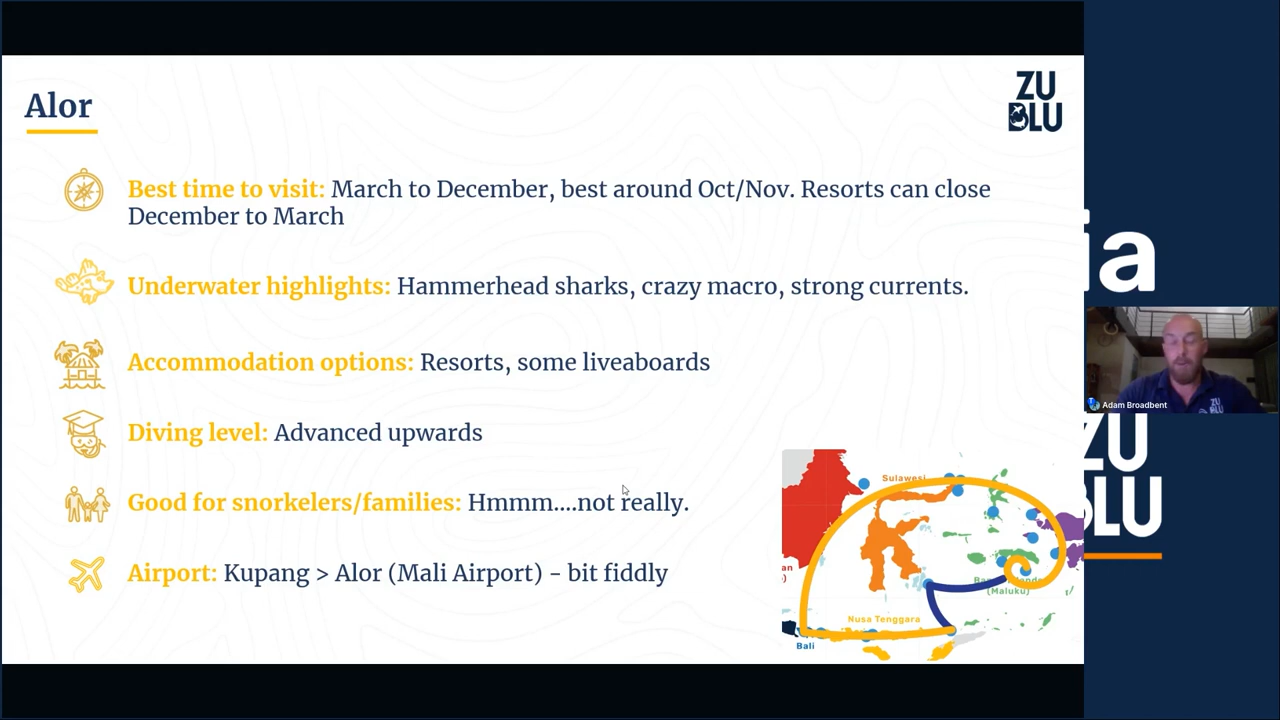 Alor
ZU
BLU
Best time to visit: March to December, best around Oct/Nov. Resorts can close
December to March
Underwater highlights: Hammerhead sharks, crazy macro, strong currents.
Accommodation options: Resorts, some liveaboards
Diving level: Advanced upwards
Good for snorkelers/families: Hmmm....not really.
Airport: Kupang > Alor (Mali Airport) - bit fiddly
Sulawesi
(Maluku)
Nusa Tenggara
Bali
ia
Adam Broadbent
ZU
BLU
ZU
BLU